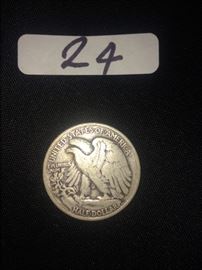 24
UNITED STATES OF AMERICA
HALF DOLLAR